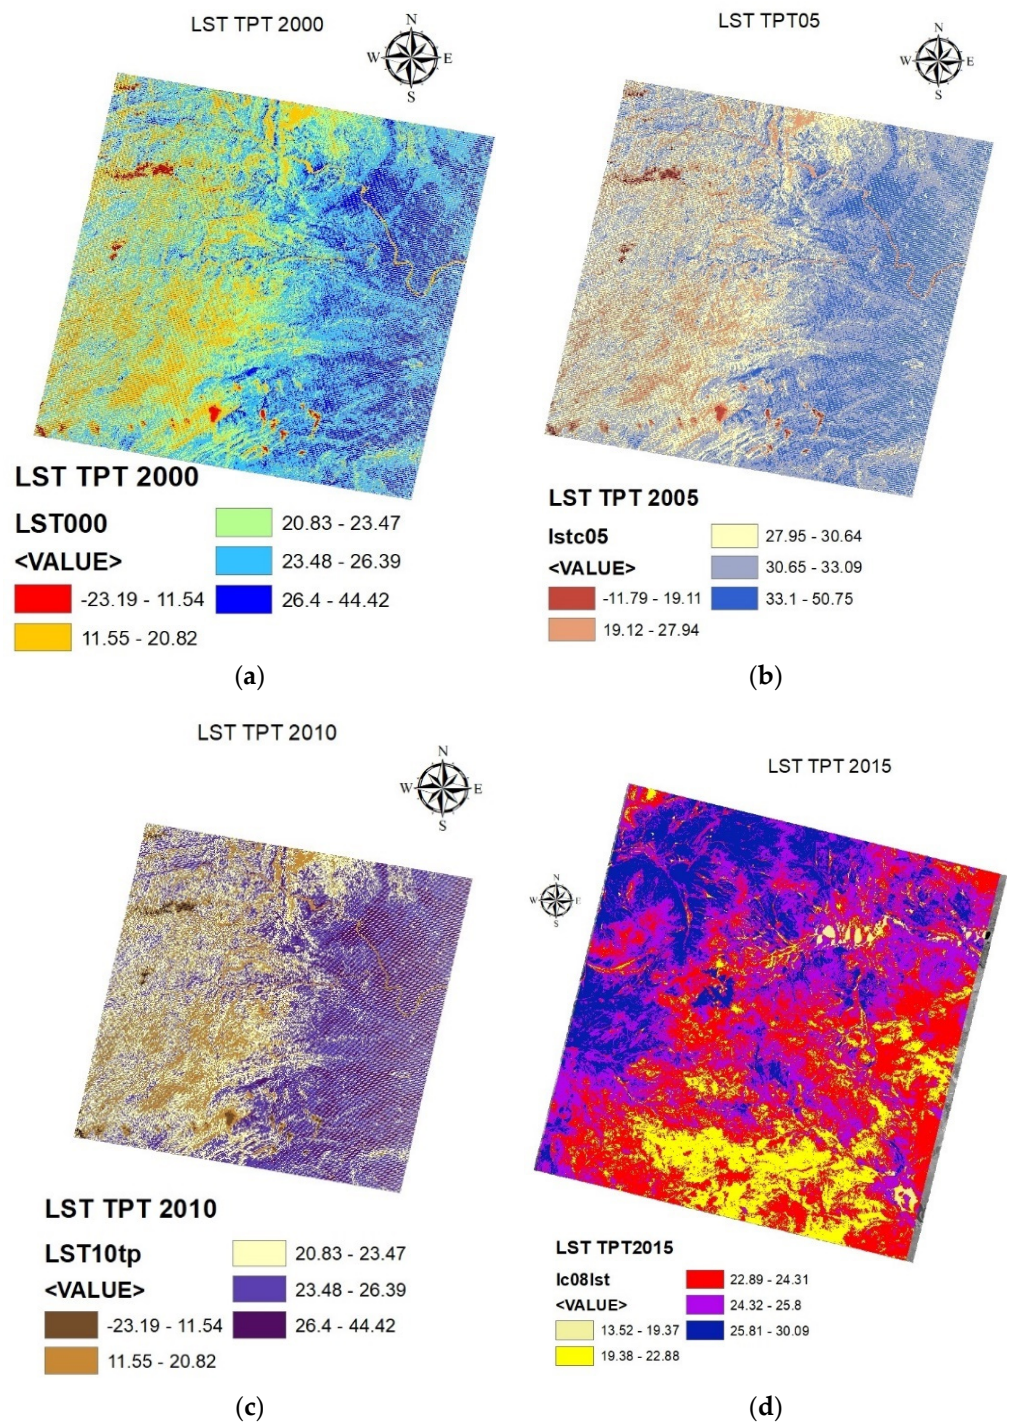 LST TPT 2000
N
W E
S
LST TPT 2000
LST000
<VALUE>
-23.19 - 11.54
11.55 - 20.82
20.83 - 23.47
23.48 - 26.39
26.4 - 44.42
(a)
LST TPT05
N
W E
S
LST TPT 2005
lstc05
<VALUE>
-11.79 - 19.11
19.12 - 27.94
27.95 - 30.64
30.65 - 33.09
33.1 - 50.75
(b)
LST TPT 2010
N
W E
S
LST TPT 2010
LST10tp
<VALUE>
-23.19 - 11.54
11.55 - 20.82
20.83 - 23.47
23.48 - 26.39
26.4 - 44.42
(c)
LST TPT 2015
N
W E
S
LST TPT2015
lc08lst
<VALUE>
13.52 - 19.37
19.38 - 22.88
22.89 - 24.31
24.32 - 25.8
25.81 - 30.09
(d)